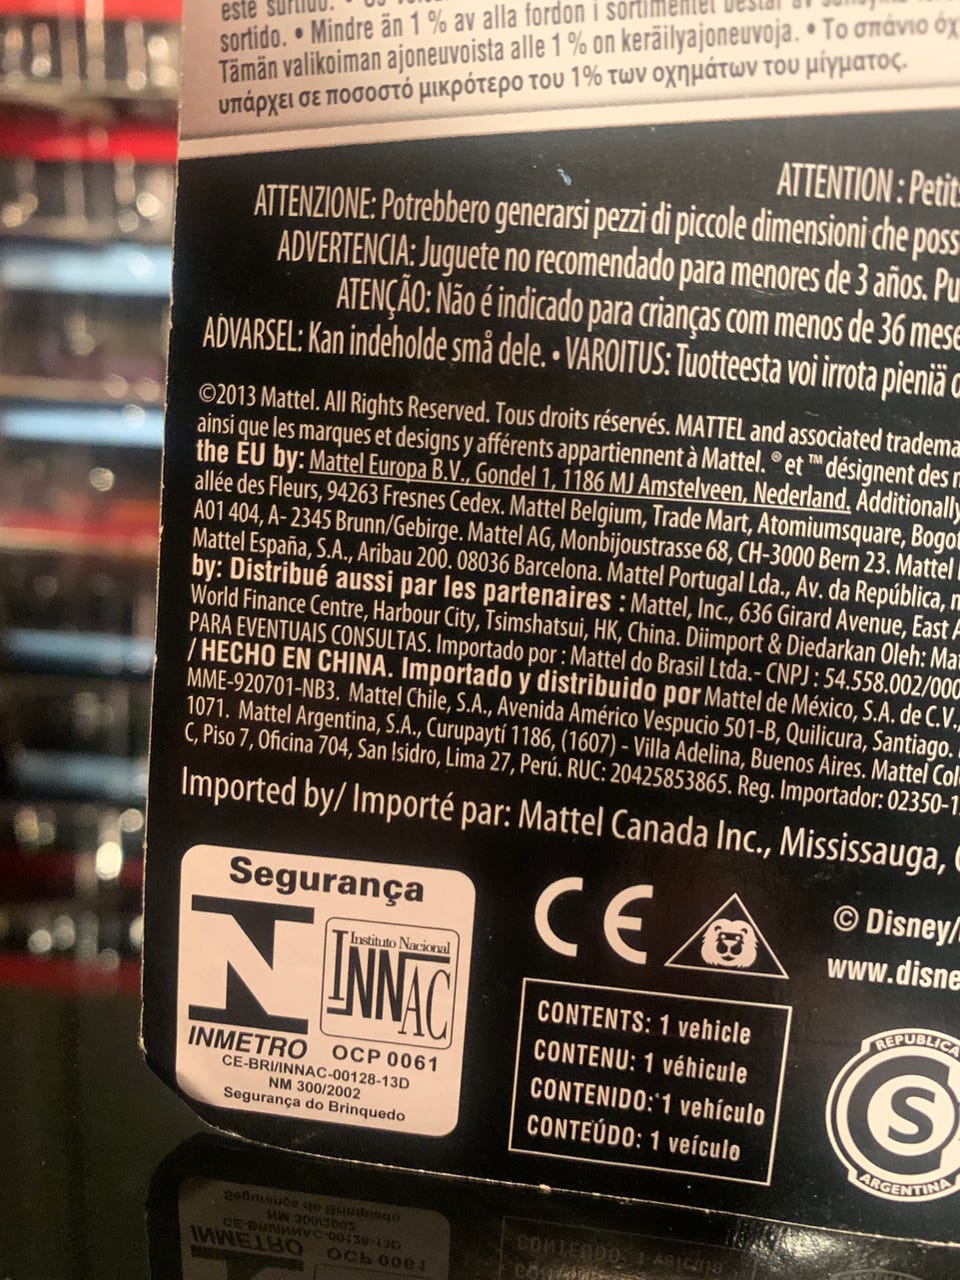 este surtido.
sortido. • Mindre än 1 % av alla fordon i sortimentet består av
Tämän valikoiman ajoneuvoista alle 1 % on keräilyajoneuvoja. • Το σπάνιο όχ
υπάρχει σε ποσοστό μικρότερο του 1% των οχημάτων του μίγματος.
ATTENTION : Petits
ATTENZIONE: Potrebbero generarsi pezzi di piccole dimensioni che poss
ADVERTENCIA: Juguete no recomendado para menores de 3 años. Pu
ATENÇÃO: Não é indicado para crianças com menos de 36 mese
ADVARSEL: Kan indeholde små dele. • VAROITUS: Tuotteesta voi irrota pieniä o
©2013 Mattel. All Rights Reserved. Tous droits réservés. MATTEL and associated tradema
ainsi que les marques et designs y afférents appartiennent à Mattel. ® et ™ désignent des m
the EU by: Mattel Europa B.V., Gondel 1, 1186 MJ Amstelveen, Nederland. Additionally
allée des Fleurs, 94263 Fresnes Cedex. Mattel Belgium, Trade Mart, Atomiumsquare, Bogot
A01 404, A- 2345 Brunn/Gebirge. Mattel AG, Monbijoustrasse 68, CH-3000 Bern 23. Mattel
Mattel España, S.A., Aribau 200. 08036 Barcelona. Mattel Portugal Lda., Av. da República, n
by: Distribué aussi par les partenaires : Mattel, Inc., 636 Girard Avenue, East A
World Finance Centre, Harbour City, Tsimshatsui, HK, China. Diimport & Diedarkan Oleh: Mat
PARA EVENTUAIS CONSULTAS. Importado por : Mattel do Brasil Ltda.- CNPJ : 54.558.002/000
/ HECHO EN CHINA. Importado y distribuido por Mattel de México, S.A. de C.V.,
MME-920701-NB3. Mattel Chile, S.A., Avenida Américo Vespucio 501-B, Quilicura, Santiago.
1071. Mattel Argentina, S.A., Curupaytí 1186, (1607) - Villa Adelina, Buenos Aires. Mattel Col
C, Piso 7, Oficina 704, San Isidro, Lima 27, Perú. RUC: 20425853865. Reg. Importador: 02350-1
Imported by/ Importé par: Mattel Canada Inc., Mississauga,
Segurança
Instituto Nacional
INNAC
INMETRO OCP 0061
CE-BRI/INNAC-00128-13D
NM 300/2002
Segurança do Brinquedo
CE
© Disney/
www.disne
CONTENTS: 1 vehicle
CONTENU: 1 véhicule
CONTENIDO: 1 vehículo
CONTEÚDO: 1 veículo
REPUBLICA
S
ARGENTINA